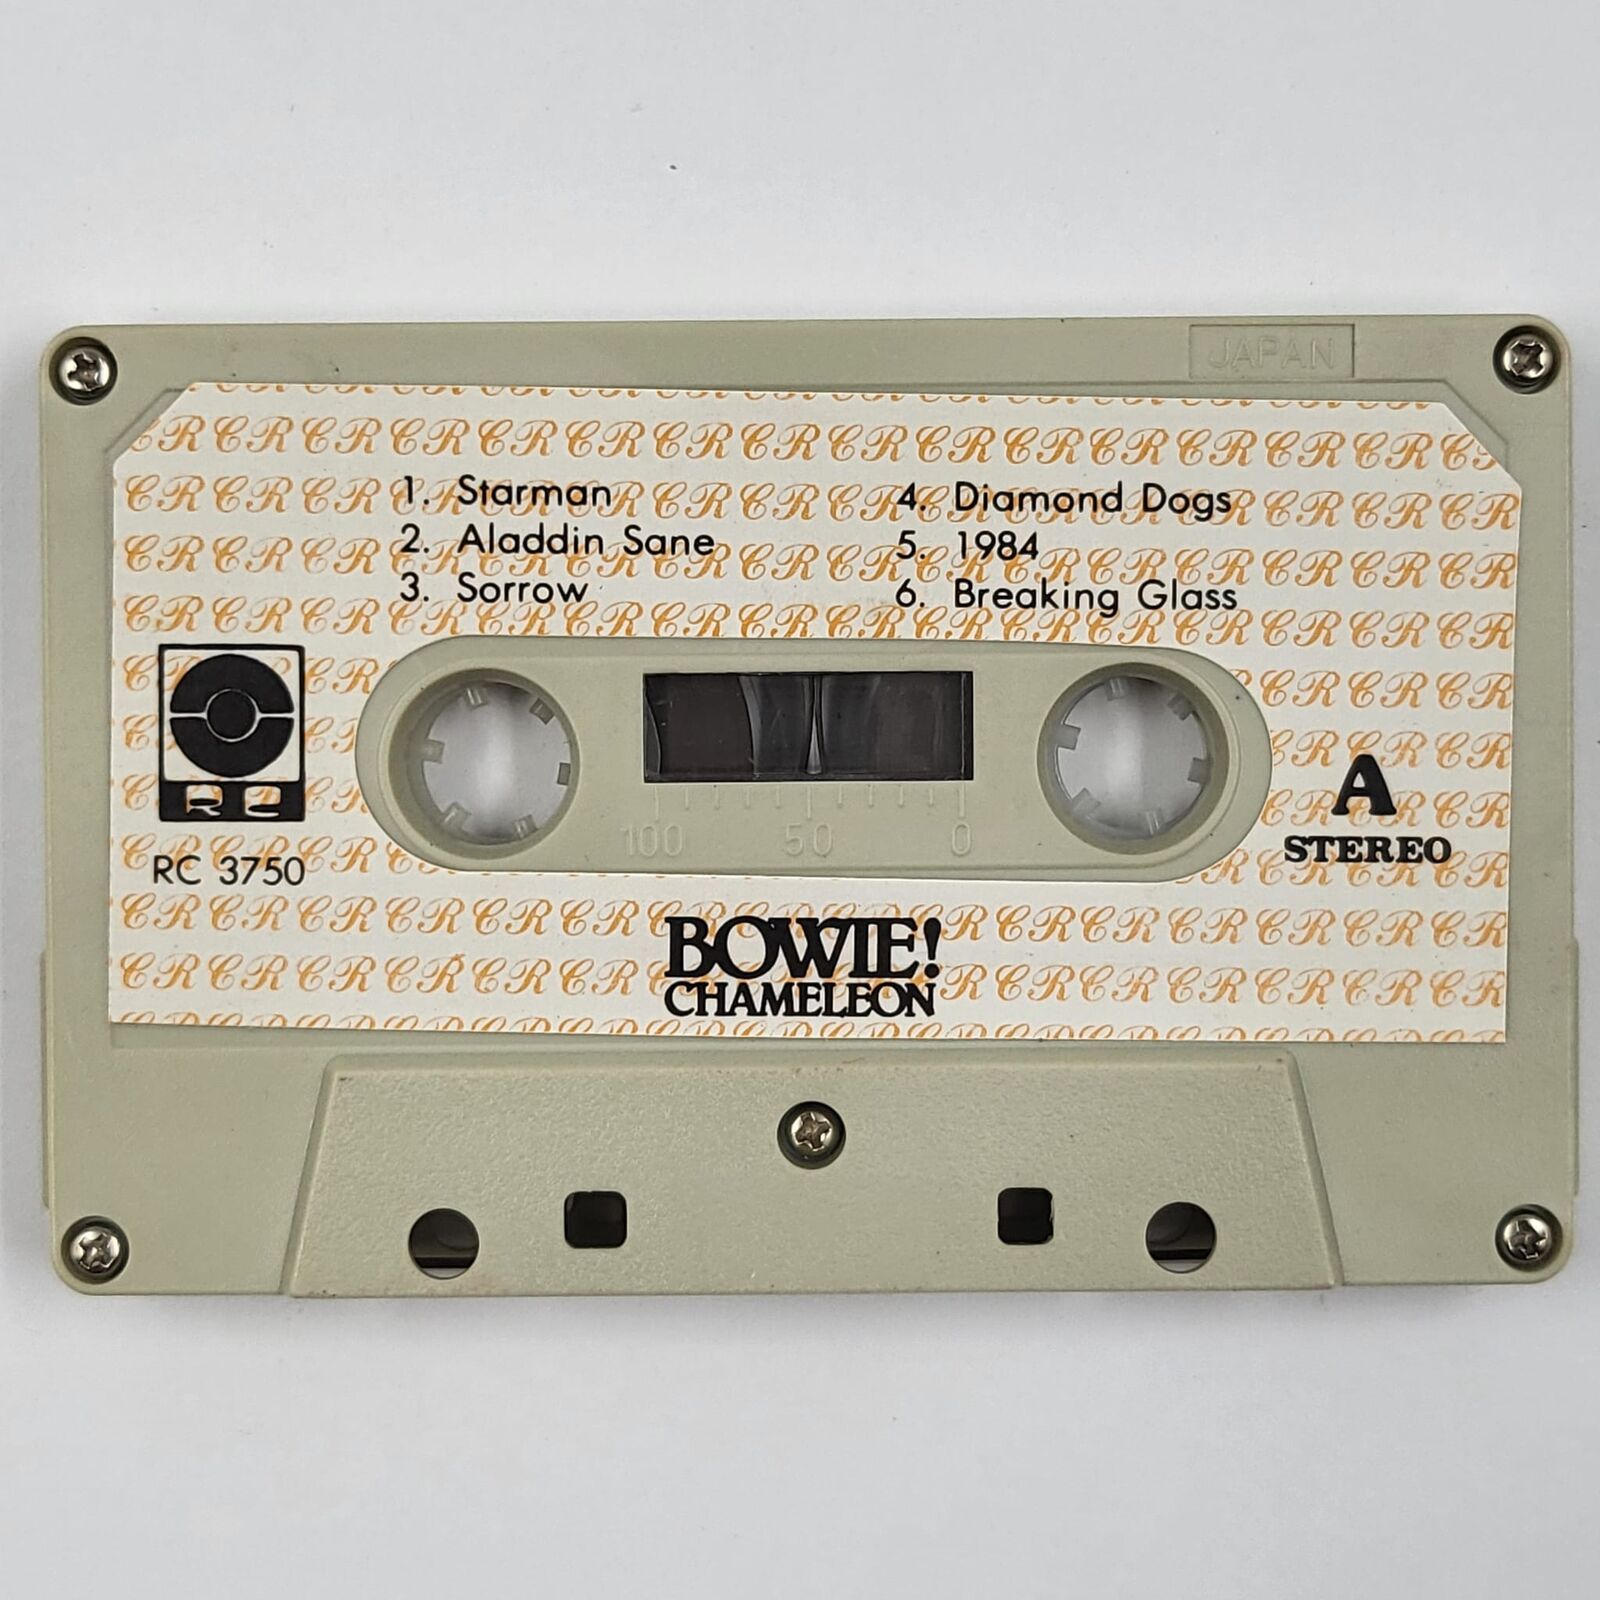 JAPAN
1. Starman
2. Aladdin Sane
3. Sorrow
4. Diamond Dogs
5. 1984
6. Breaking Glass
RC
RC 3750
100 50 0
A
STEREO
BOWIE!
CHAMELEON